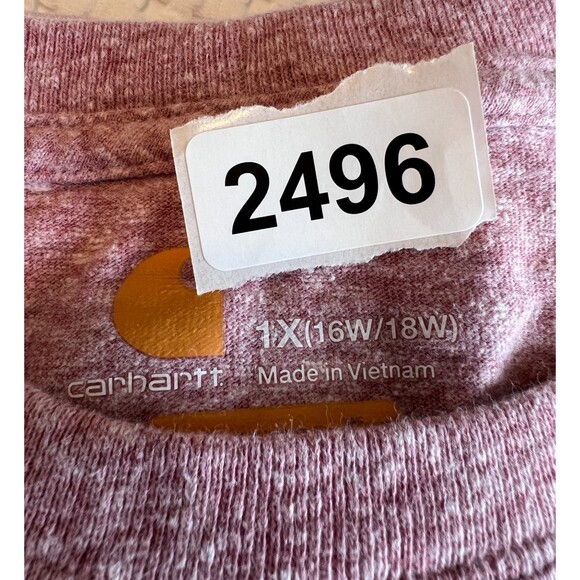 2496
1X(16W/18W)
carhartt
Made in Vietnam